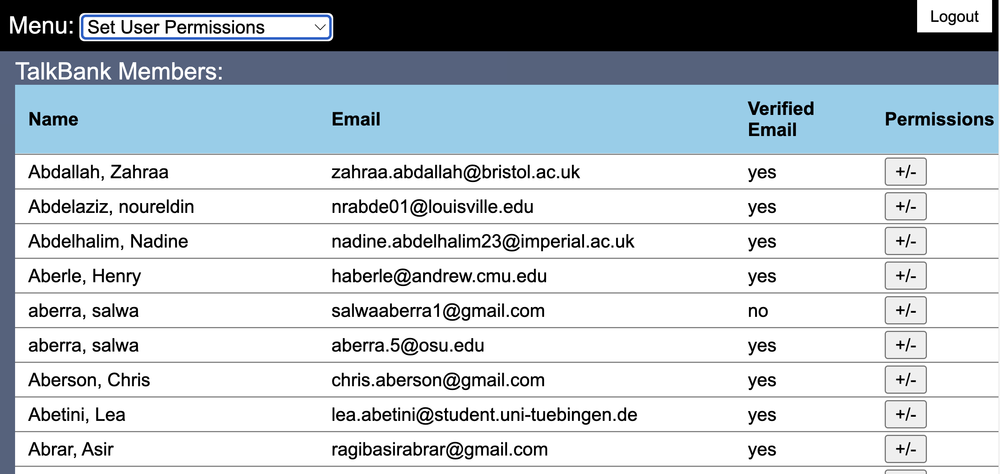 Menu: Set User Permissions Logout
TalkBank Members:
Name Email Verified Email Permissions
Abdallah, Zahraa zahraa.abdallah@bristol.ac.uk yes +/-
Abdelaziz, noureldin nrabde01@louisville.edu yes +/-
Abdelhalim, Nadine nadine.abdelhalim23@imperial.ac.uk yes +/-
Aberle, Henry haberle@andrew.cmu.edu yes +/-
aberra, salwa salwaaberra1@gmail.com no +/-
aberra, salwa aberra.5@osu.edu yes +/-
Aberson, Chris chris.aberson@gmail.com yes +/-
Abetini, Lea lea.abetini@student.uni-tuebingen.de yes +/-
Abrar, Asir ragibasirabrar@gmail.com yes +/-